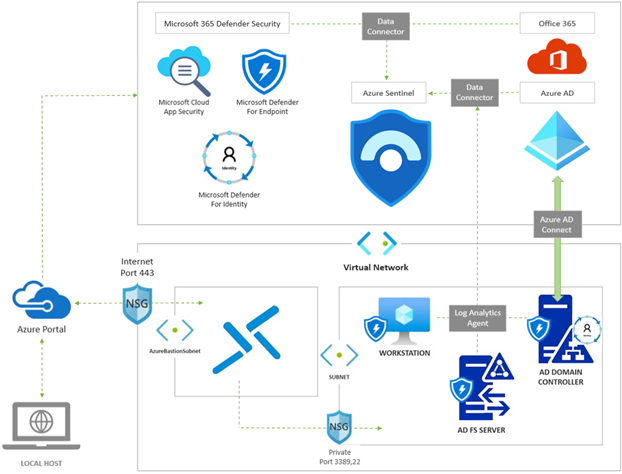 Microsoft 365 Defender Security
Data
Connector
Office 365
Microsoft Cloud
App Security
Microsoft Defender
For Endpoint
Azure Sentinel
Data
Connector
Azure AD
Identity
Microsoft Defender
For Identity
Azure AD
Connect
Virtual Network
Internet
Port 443
NSG
Azure Portal
AzureBastionSubnet
SUBNET
WORKSTATION
Log Analytics
Agent
AD DOMAIN
CONTROLLER
AD FS SERVER
NSG
Private
Port 3389,22
LOCAL HOST